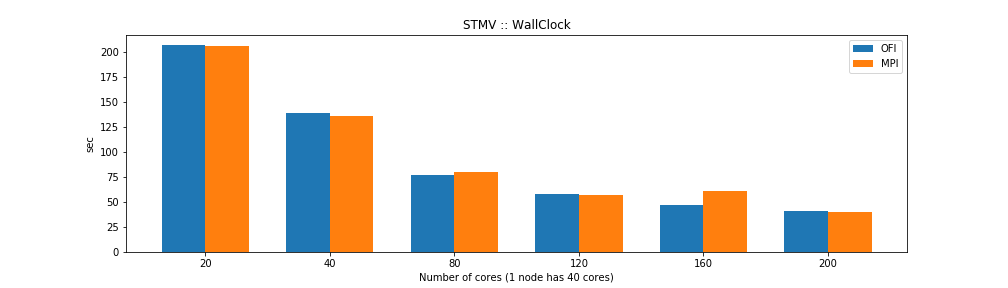 STMV :: WallClock
OFI
MPI
200
175
150
125
100
75
50
25
0
sec
20 40 80 120 160 200
Number of cores (1 node has 40 cores)